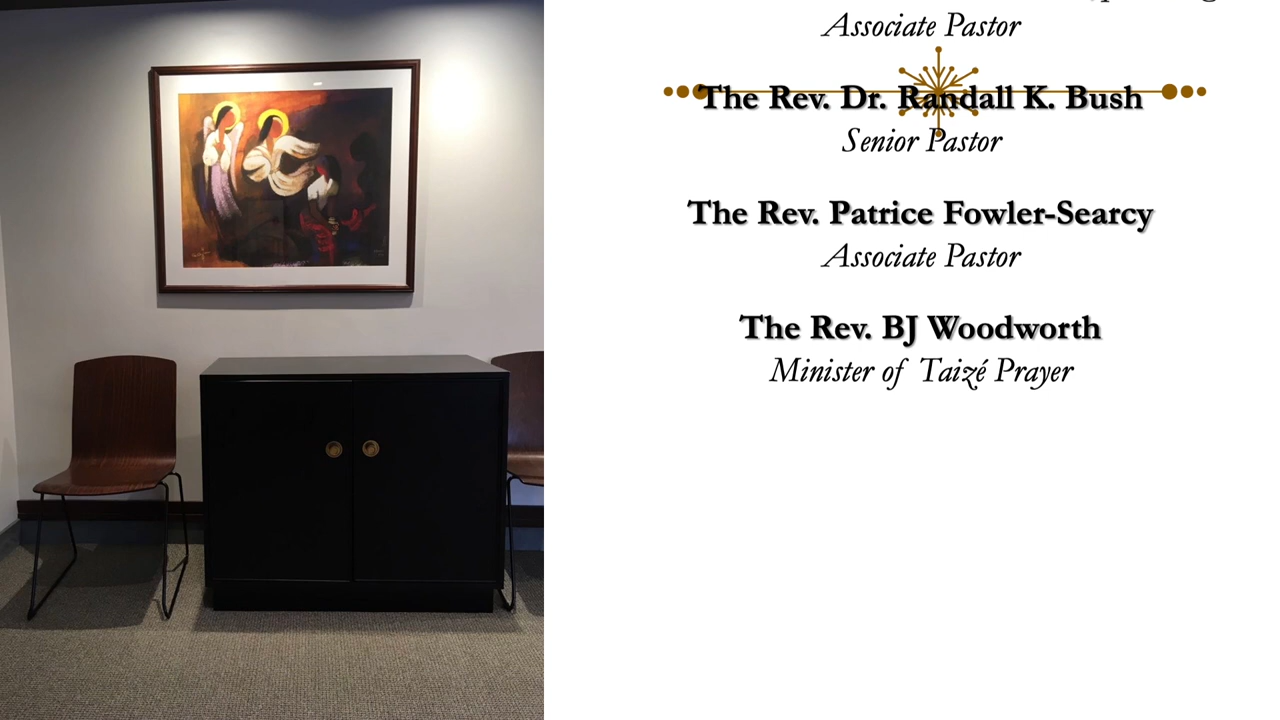 Associate Pastor
The Rev. Dr. Randall K. Bush
Senior Pastor
The Rev. Patrice Fowler-Searcy
Associate Pastor
The Rev. BJ Woodworth
Minister of Taizé Prayer